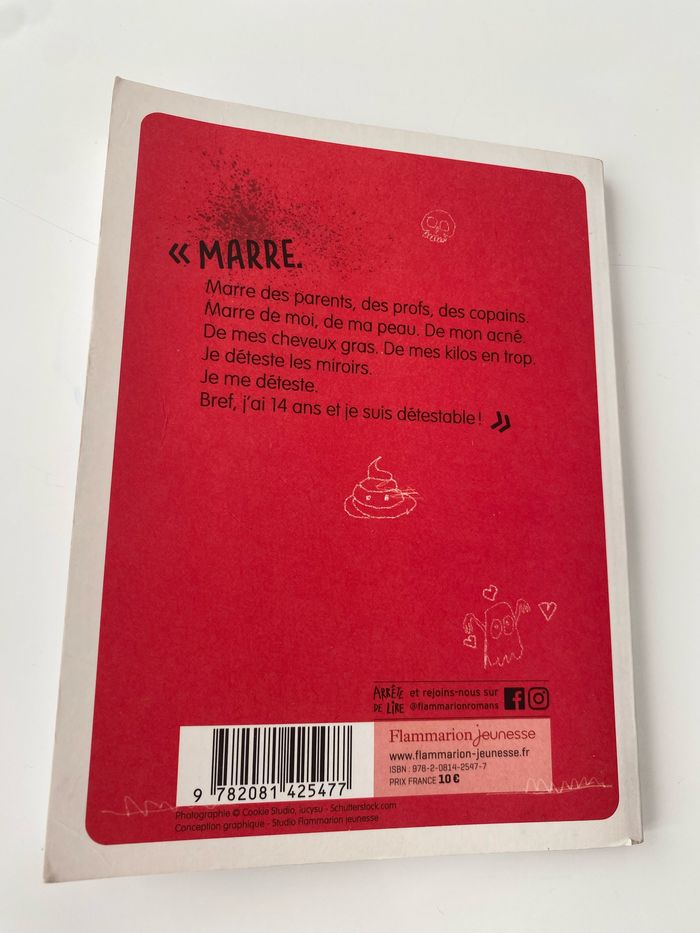 « MARRE.
Marre des parents, des profs, des copains.
Marre de moi, de ma peau. De mon acné.
De mes cheveux gras. De mes kilos en trop.
Je déteste les miroirs.
Je me déteste.
Bref, j'ai 14 ans et je suis détestable ! »
ARRÊTE et rejoins-nous sur
DE LIRE @flammarionromans
Flammarion jeunesse
www.flammarion-jeunesse.fr
ISBN : 978-2-0814-2547-7
PRIX FRANCE 10 €
9 782081 425477
Photographie © Cookie Studio, iucysu - Schutterslock.com
Conception graphique - Studio Flammarion jeunesse